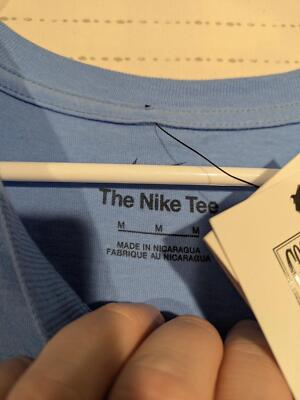 The Nike Tee
M M M
MADE IN NICARAGUA
FABRIQUE AU NICARAGUA